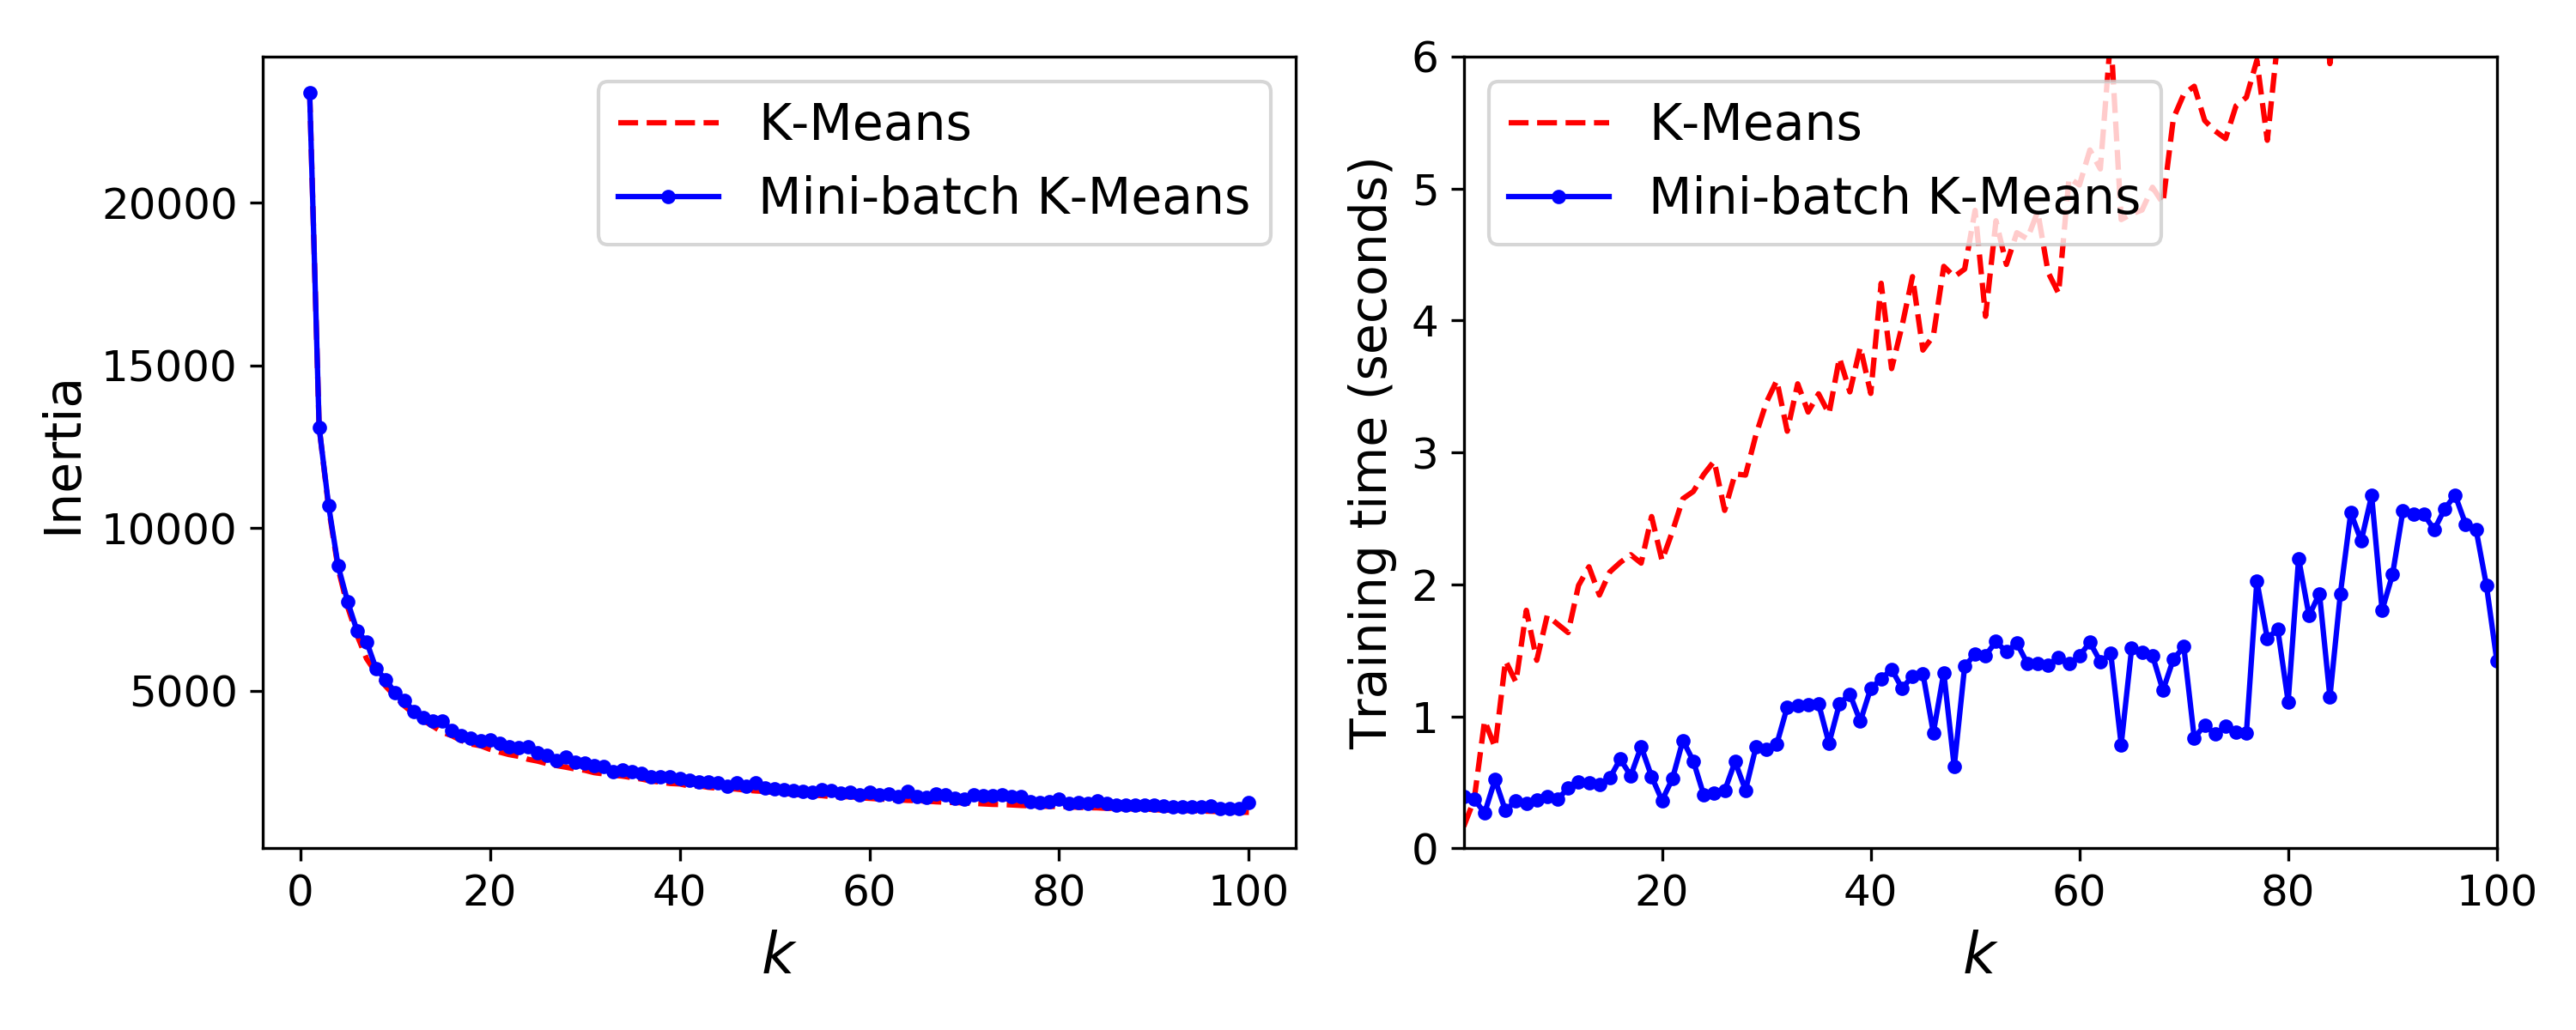 K-Means
Mini-batch K-Means
20000
15000
10000
5000
Inertia
0 20 40 60 80 100
k
K-Means
Mini-batch K-Means
6
5
4
3
2
1
0
Training time (seconds)
20 40 60 80 100
k